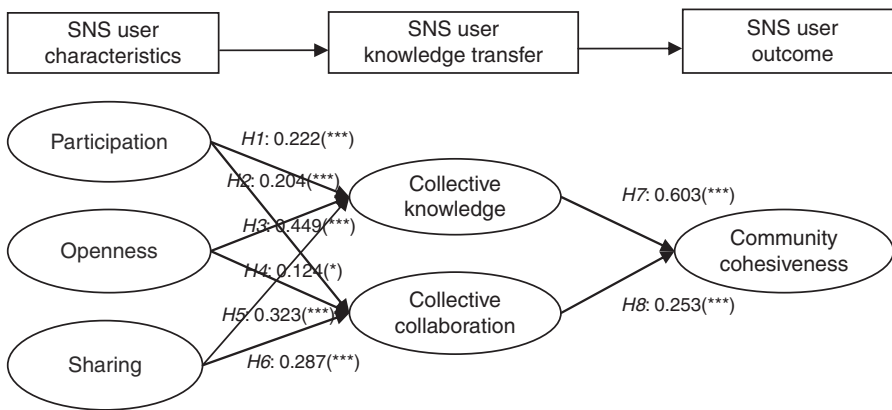 SNS user
characteristics
SNS user
knowledge transfer
SNS user
outcome
Participation
Openness
Sharing
H1: 0.222(***)
H2: 0.204(***)
H3: 0.449(***)
H4: 0.124(*)
H5: 0.323(***)
H6: 0.287(***)
Collective
knowledge
Collective
collaboration
H7: 0.603(***)
H8: 0.253(***)
Community
cohesiveness